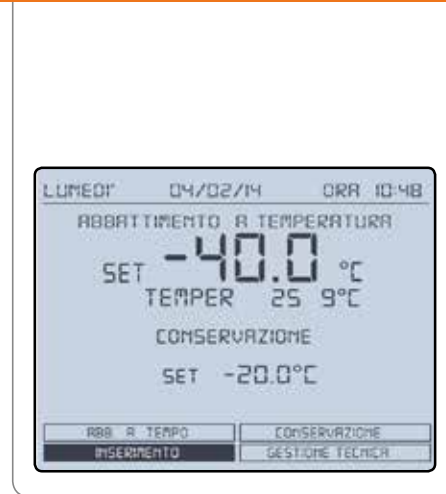 LUNEDI' 04/02/14 ORA 10:48
ABBATTIMENTO A TEMPERATURA
SET -40.0 °C
TEMPER 25 9°C
CONSERVAZIONE
SET -20.0°C
ABB A TEMPO CONSERVAZIONE
INSERIMENTO GESTIONE TECNICA